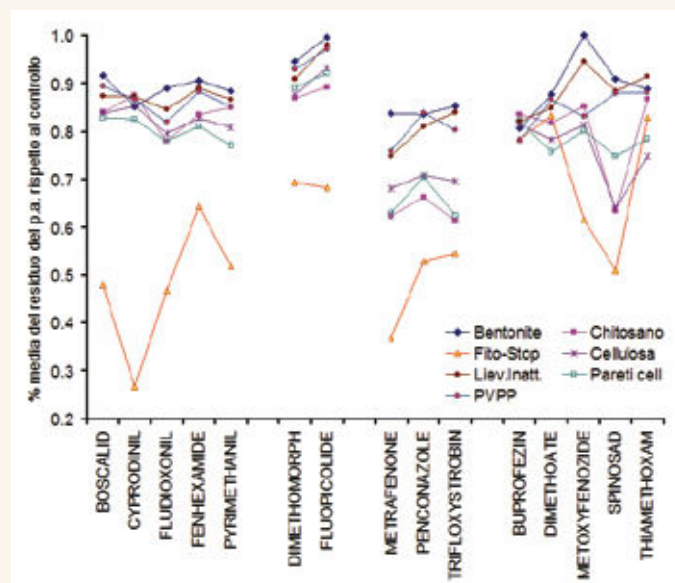 % media del residuo del p.a. rispetto al controllo
1.0
0.9
0.8
0.7
0.6
0.5
0.4
0.3
0.2
Bentonite
Fito-Stop
Liev.Inatt.
PVPP
Chitosano
Cellulosa
Pareti cell
BOSCALID
CYPRODINIL
FLUDIOXONIL
FENHEXAMIDE
PYRIMETHANIL
DIMETHOMORPH
FLUOPICOLIDE
METRAFENONE
PENCONAZOLE
TRIFLOXYSTROBIN
BUPROFEZIN
DIMETHOATE
METOXYFENOZIDE
SPINOSAD
THIAMETHOXAM